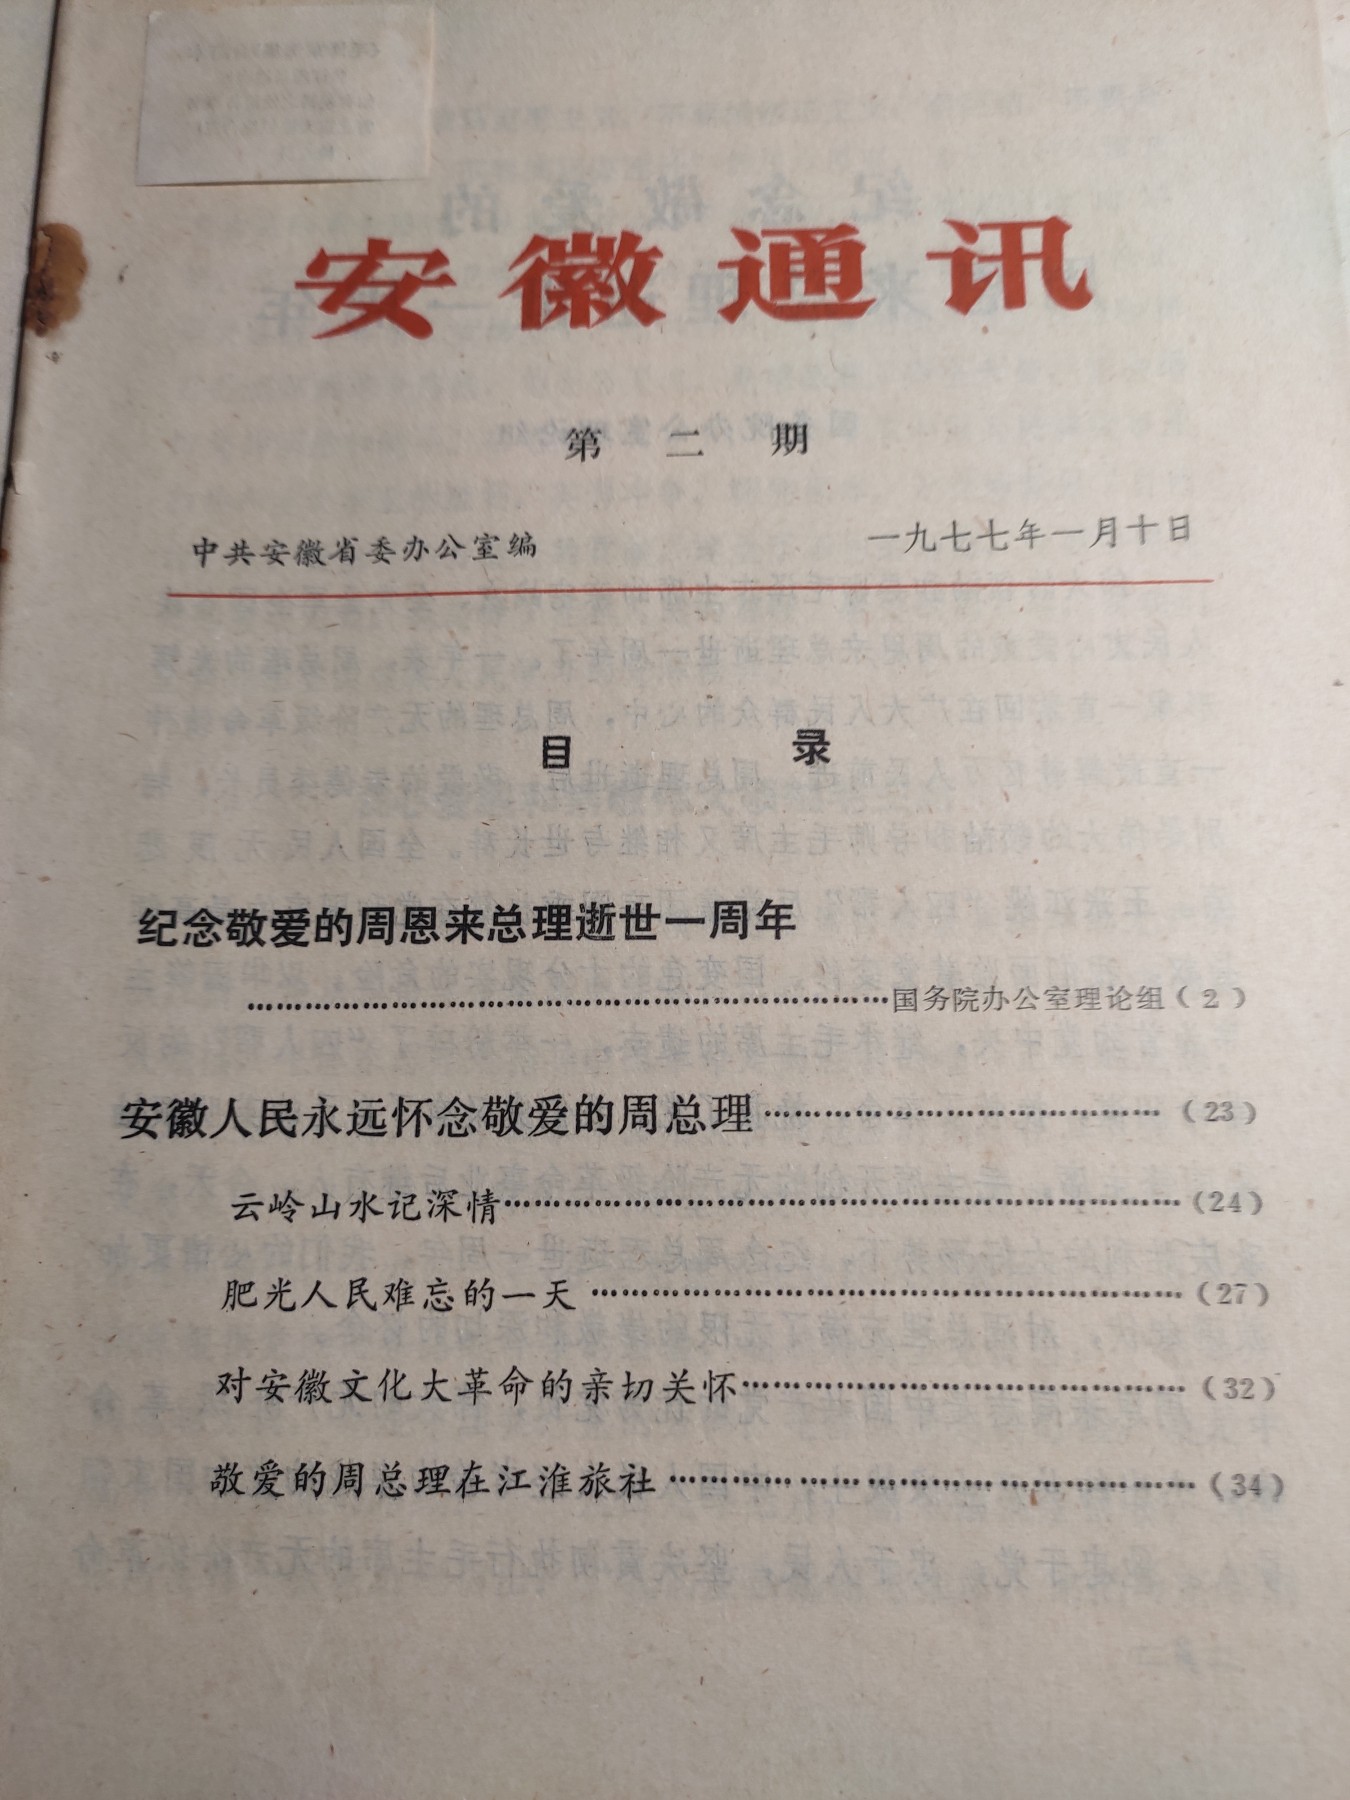 安徽通讯
第二期
中共安徽省委办公室编 一九七七年一月十日
目 录
纪念敬爱的周恩来总理逝世一周年
……………………………………………………国务院办公室理论组(2)
安徽人民永远怀念敬爱的周总理………………………………(23)
云岭山水记深情………………………………………………(24)
肥光人民难忘的一天…………………………………………(27)
对安徽文化大革命的亲切关怀………………………………(32)
敬爱的周总理在江淮旅社……………………………………(34)